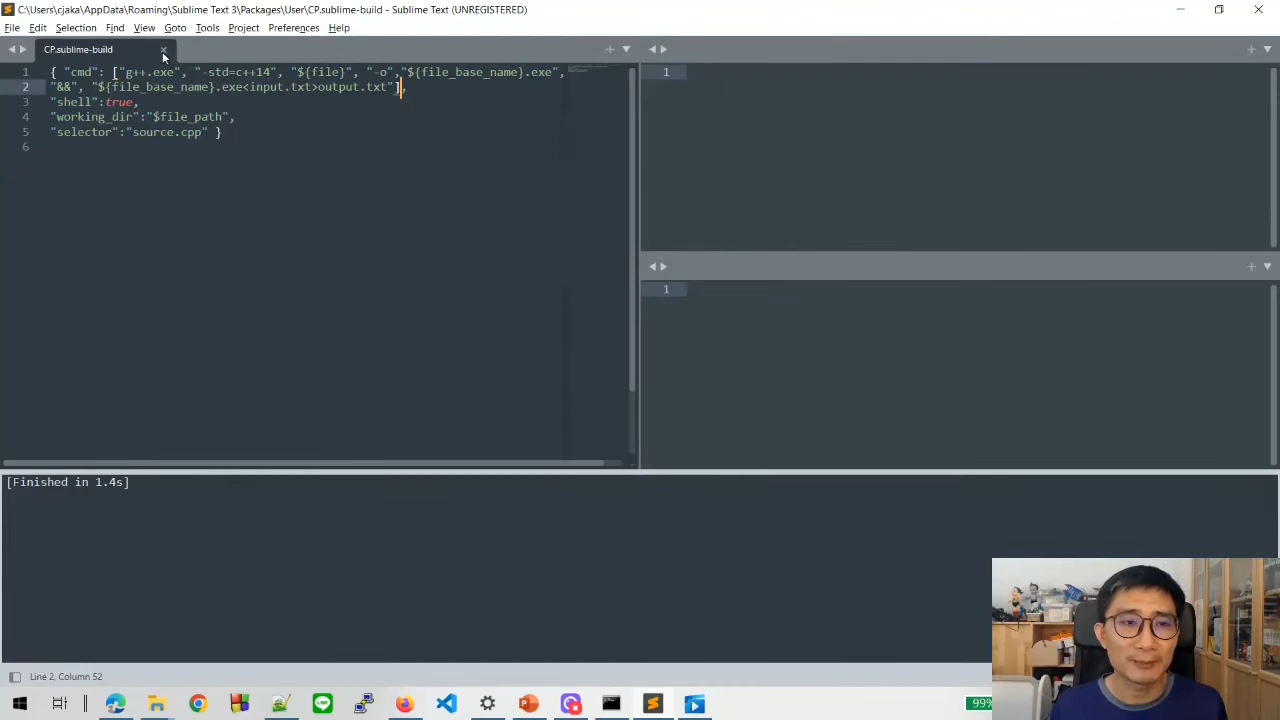 C:\Users\cjaka\AppData\Roaming\Sublime Text 3\Packages\User\CP.sublime-build - Sublime Text (UNREGISTERED)
File Edit Selection Find View Goto Tools Project Preferences Help
CP.sublime-build
1 { "cmd": ["g++.exe", "-std=c++14", "${file}", "-o","${file_base_name}.exe",
2 "&&", "${file_base_name}.exe<input.txt>output.txt"],
3 "shell":true,
4 "working_dir":"$file_path",
5 "selector":"source.cpp" }
6
1
1
[Finished in 1.4s]
Line 2, Column 52
99%